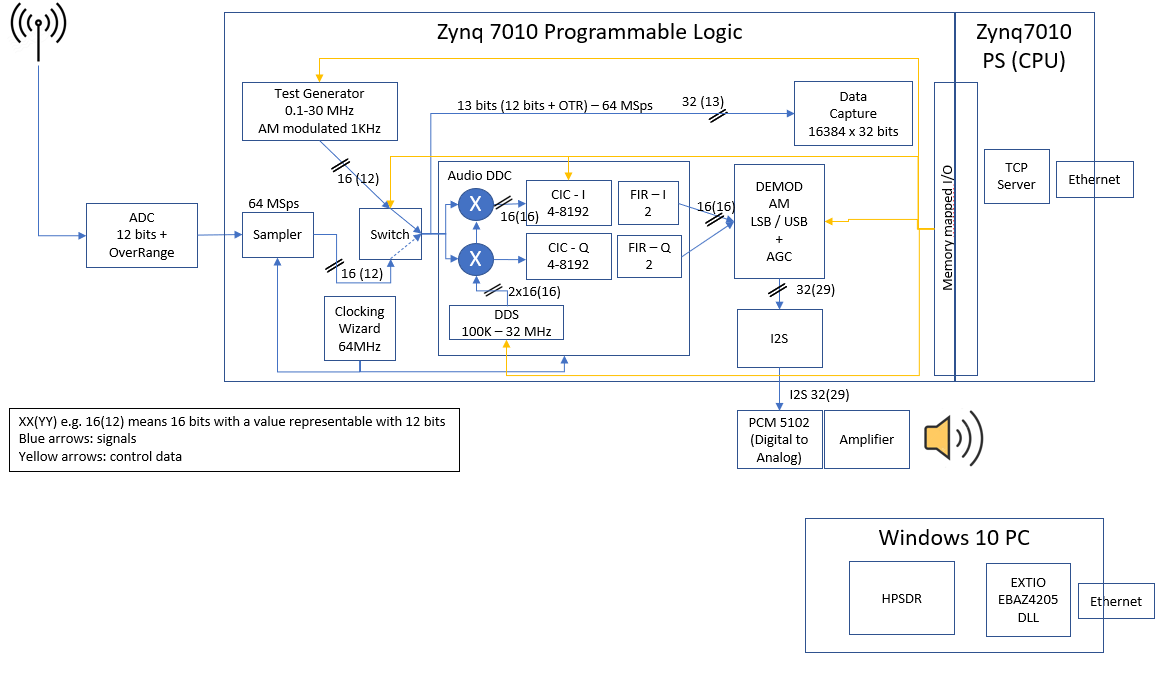 Zynq 7010 Programmable Logic
Zynq7010
PS (CPU)
Test Generator
0.1-30 MHz
AM modulated 1KHz
13 bits (12 bits + OTR) – 64 MSps
32 (13)
Data
Capture
16384 x 32 bits
16 (12)
Audio DDC
X
16(16)
CIC - I
4-8192
FIR – I
2
16(16)
DEMOD
AM
LSB / USB
+
AGC
Memory mapped I/O
TCP
Server
Ethernet
ADC
12 bits +
OverRange
64 MSps
Sampler
Switch
16 (12)
X
CIC - Q
4-8192
FIR – Q
2
2x16(16)
32(29)
Clocking
Wizard
64MHz
DDS
100K – 32 MHz
I2S
I2S 32(29)
XX(YY) e.g. 16(12) means 16 bits with a value representable with 12 bits
Blue arrows: signals
Yellow arrows: control data
PCM 5102
(Digital to
Analog)
Amplifier
Windows 10 PC
HPSDR
EXTIO
EBAZ4205
DLL
Ethernet